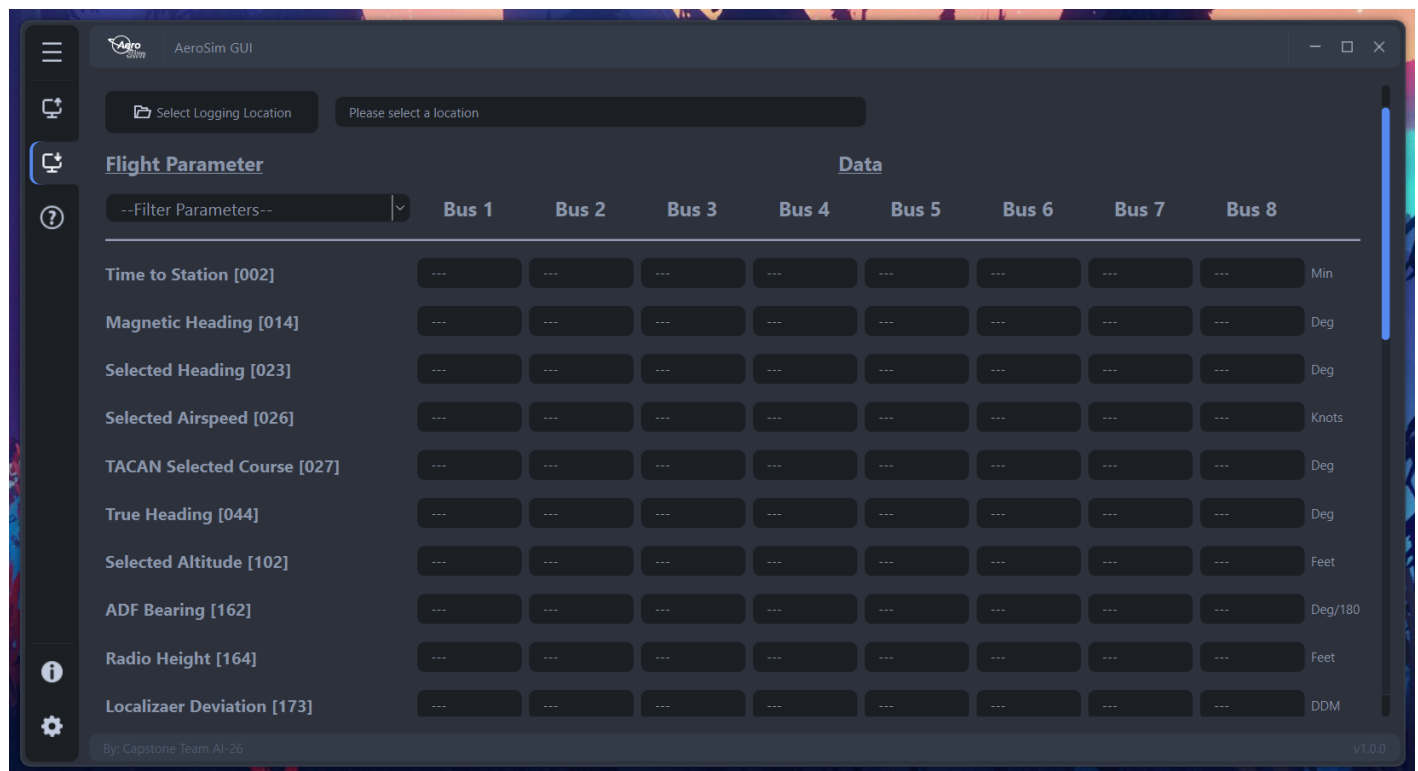 Aero
Sim
AeroSim GUI
Select Logging Location
Please select a location
Flight Parameter
Data
--Filter Parameters--
Bus 1 Bus 2 Bus 3 Bus 4 Bus 5 Bus 6 Bus 7 Bus 8
Time to Station [002] --- --- --- --- --- --- --- --- Min
Magnetic Heading [014] --- --- --- --- --- --- --- --- Deg
Selected Heading [023] --- --- --- --- --- --- --- --- Deg
Selected Airspeed [026] --- --- --- --- --- --- --- --- Knots
TACAN Selected Course [027] --- --- --- --- --- --- --- --- Deg
True Heading [044] --- --- --- --- --- --- --- --- Deg
Selected Altitude [102] --- --- --- --- --- --- --- --- Feet
ADF Bearing [162] --- --- --- --- --- --- --- --- Deg/180
Radio Height [164] --- --- --- --- --- --- --- --- Feet
Localizaer Deviation [173] --- --- --- --- --- --- --- --- DDM
By: Capstone Team AI-26
v1.0.0